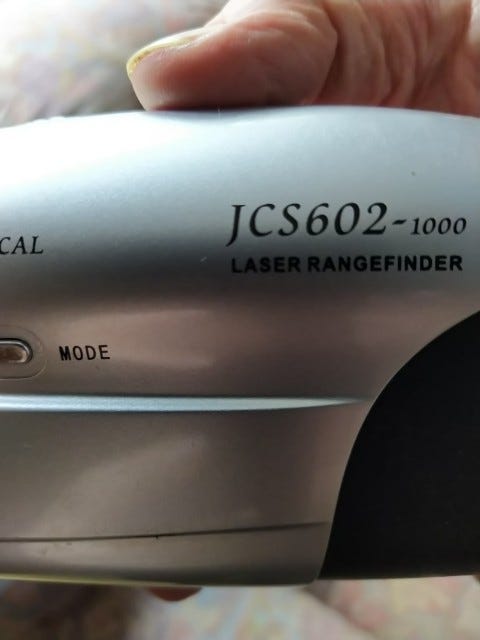 JCS602-1000
CAL
LASER RANGEFINDER
MODE